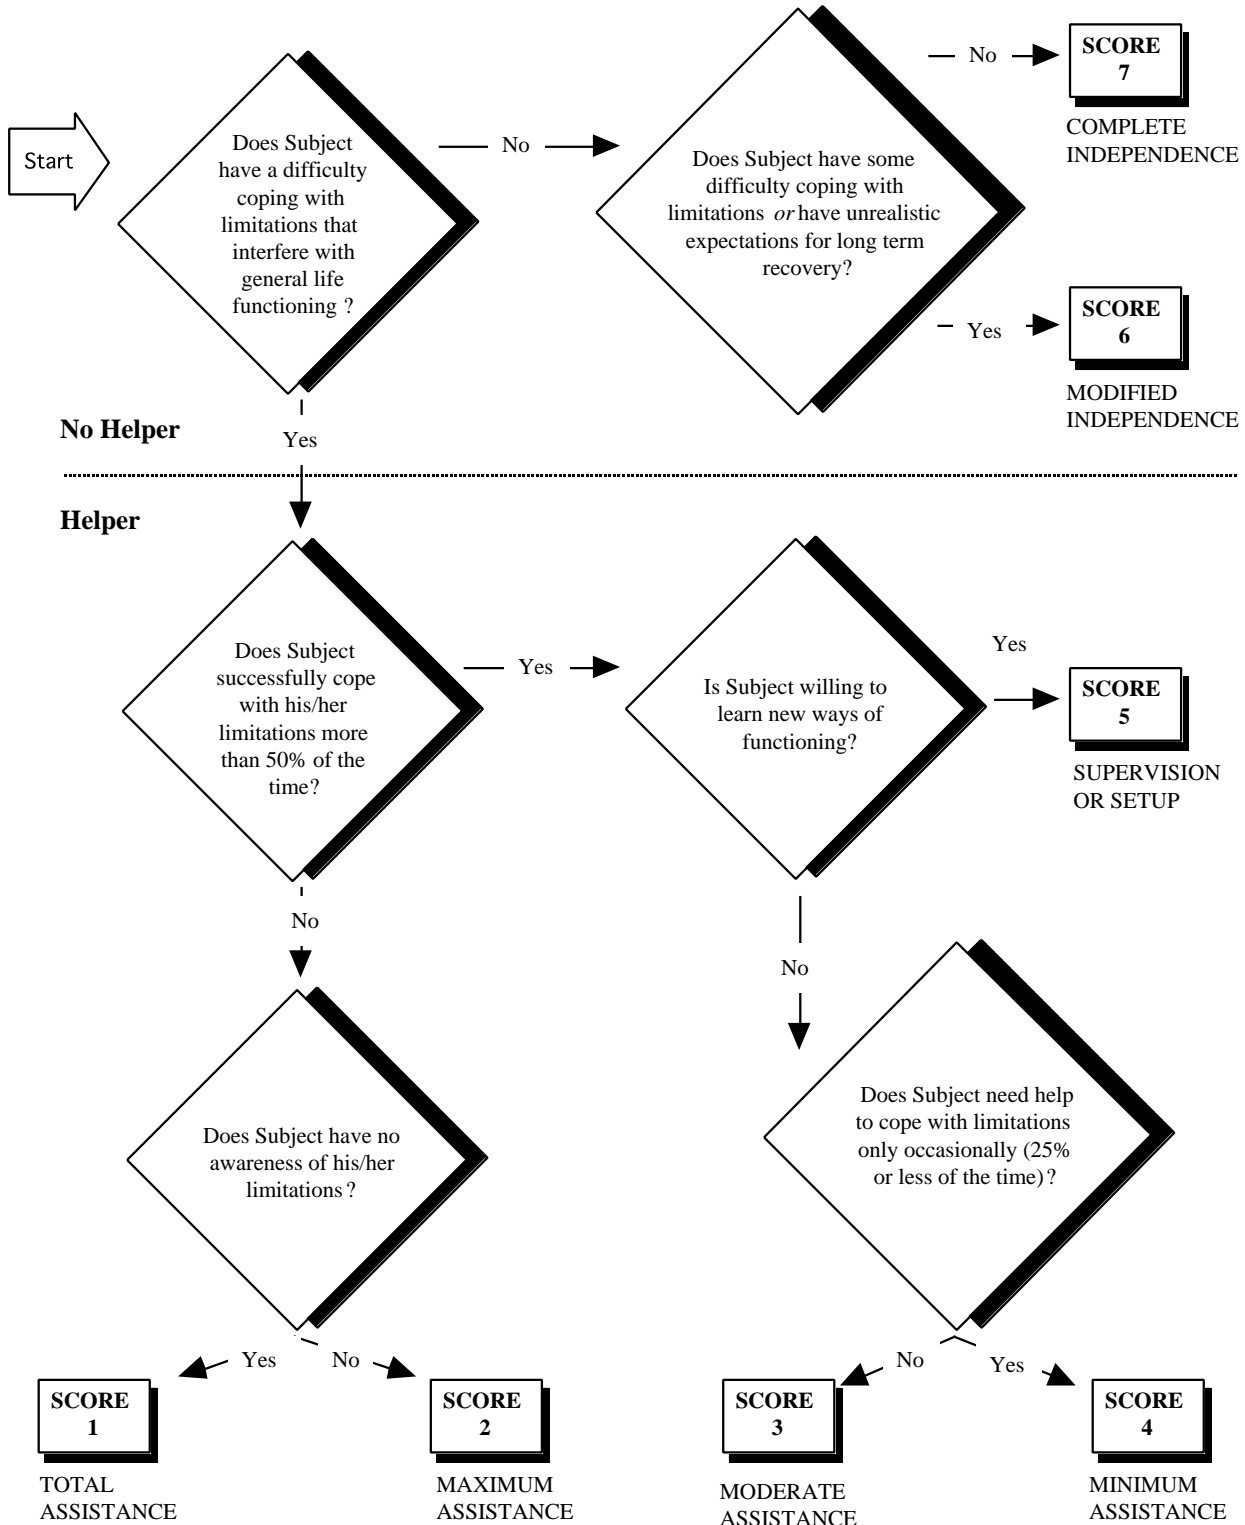 Start
Does Subject
have a difficulty
coping with
limitations that
interfere with
general life
functioning ?
No
Does Subject have some
difficulty coping with
limitations or have unrealistic
expectations for long term
recovery?
No
SCORE
7
COMPLETE
INDEPENDENCE
Yes
SCORE
6
MODIFIED
INDEPENDENCE
No Helper
Yes
Helper
Does Subject
successfully cope
with his/her
limitations more
than 50% of the
time?
Yes
Is Subject willing to
learn new ways of
functioning?
Yes
SCORE
5
SUPERVISION
OR SETUP
No
No
Does Subject have no
awareness of his/her
limitations ?
Does Subject need help
to cope with limitations
only occasionally (25%
or less of the time) ?
Yes
No
No
Yes
SCORE
1
TOTAL
ASSISTANCE
SCORE
2
MAXIMUM
ASSISTANCE
SCORE
3
MODERATE
ASSISTANCE
SCORE
4
MINIMUM
ASSISTANCE